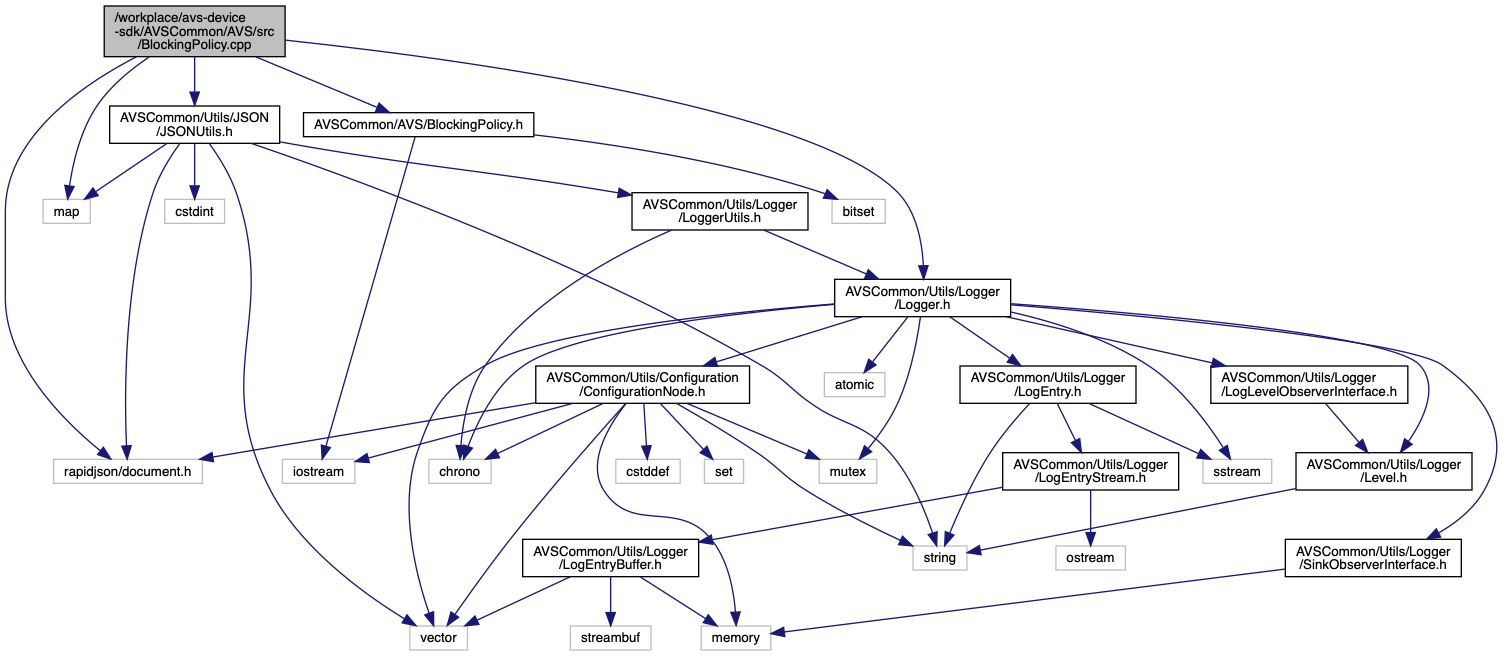 /workplace/avs-device
-sdk/AVSCommon/AVS/src
/BlockingPolicy.cpp
AVSCommon/Utils/JSON
/JSONUtils.h
AVSCommon/AVS/BlockingPolicy.h
map
cstdint
AVSCommon/Utils/Logger
/LoggerUtils.h
bitset
AVSCommon/Utils/Logger
/Logger.h
AVSCommon/Utils/Configuration
/ConfigurationNode.h
atomic
AVSCommon/Utils/Logger
/LogEntry.h
AVSCommon/Utils/Logger
/LogLevelObserverInterface.h
rapidjson/document.h
iostream
chrono
cstddef
set
mutex
AVSCommon/Utils/Logger
/LogEntryStream.h
sstream
AVSCommon/Utils/Logger
/Level.h
AVSCommon/Utils/Logger
/LogEntryBuffer.h
string
ostream
AVSCommon/Utils/Logger
/SinkObserverInterface.h
vector
streambuf
memory